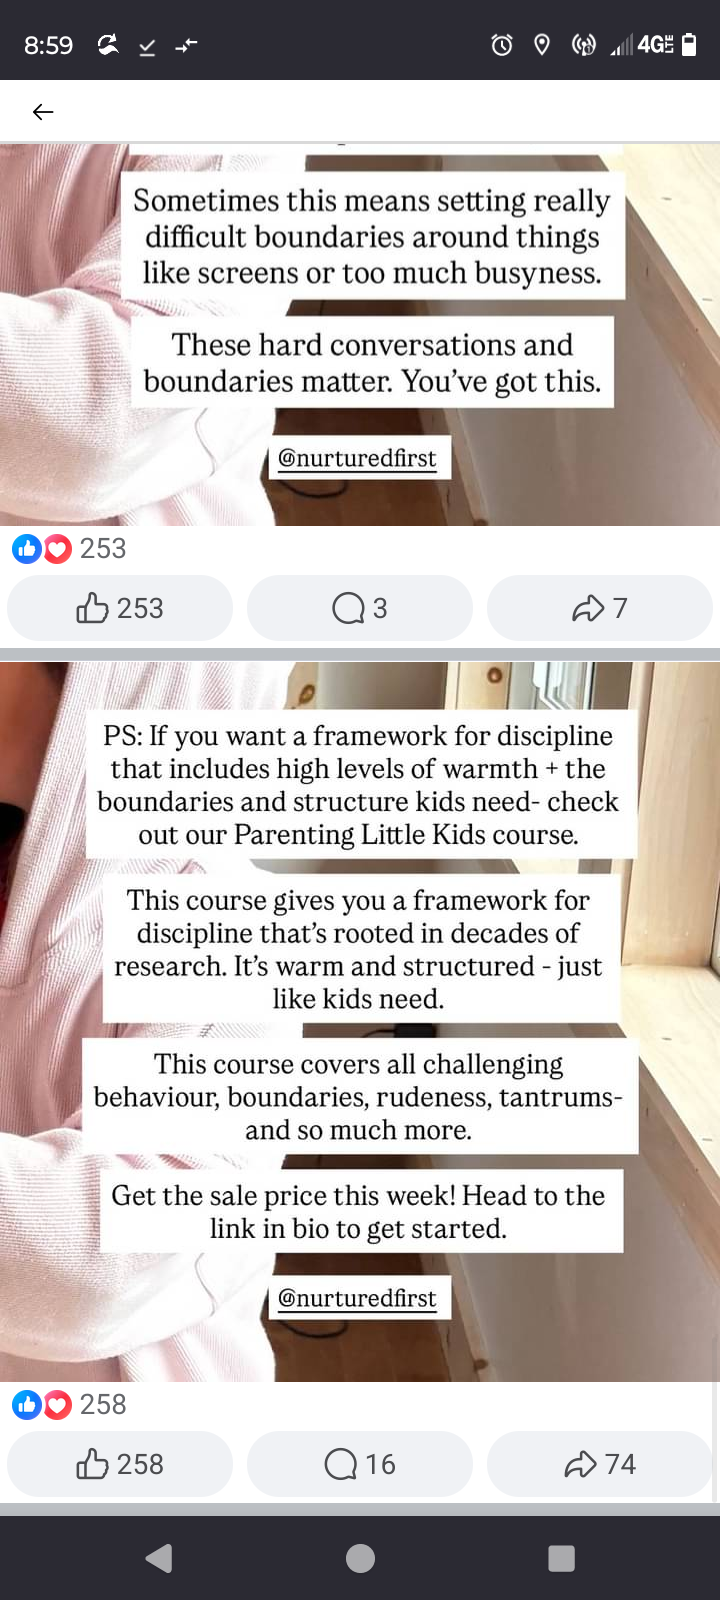 8:59
4G LTE
Sometimes this means setting really
difficult boundaries around things
like screens or too much busyness.
These hard conversations and
boundaries matter. You've got this.
@nurturedfirst
253
253
3
7
PS: If you want a framework for discipline
that includes high levels of warmth + the
boundaries and structure kids need- check
out our Parenting Little Kids course.
This course gives you a framework for
discipline that's rooted in decades of
research. It's warm and structured - just
like kids need.
This course covers all challenging
behaviour, boundaries, rudeness, tantrums-
and so much more.
Get the sale price this week! Head to the
link in bio to get started.
@nurturedfirst
258
258
16
74